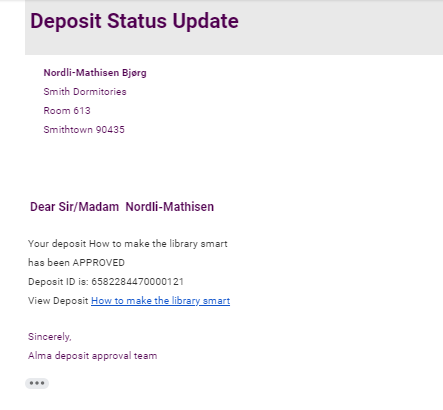 Deposit Status Update
Nordli-Mathisen Bjørg
Smith Dormitories
Room 613
Smithtown 90435
Dear Sir/Madam Nordli-Mathisen
Your deposit How to make the library smart
has been APPROVED
Deposit ID is: 6582284470000121
View Deposit How to make the library smart
Sincerely,
Alma deposit approval team